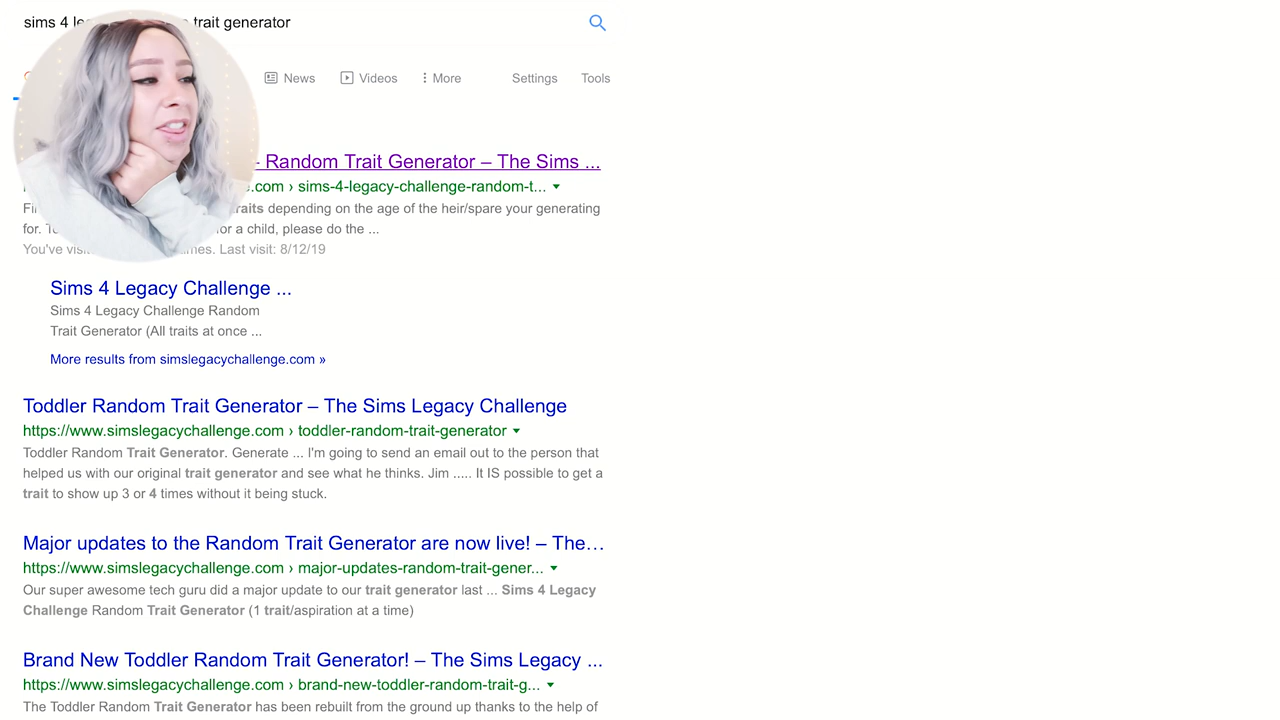 sims 4 trait generator
News Videos More Settings Tools
- Random Trait Generator – The Sims ...
.com › sims-4-legacy-challenge-random-t...
depending on the age of the heir/spare your generating
for. for a child, please do the ...
You've Last visit: 8/12/19
Sims 4 Legacy Challenge ...
Sims 4 Legacy Challenge Random
Trait Generator (All traits at once ...
More results from simslegacychallenge.com »
Toddler Random Trait Generator – The Sims Legacy Challenge
https://www.simslegacychallenge.com › toddler-random-trait-generator
Toddler Random Trait Generator. Generate ... I'm going to send an email out to the person that
helped us with our original trait generator and see what he thinks. Jim ..... It IS possible to get a
trait to show up 3 or 4 times without it being stuck.
Major updates to the Random Trait Generator are now live! – The...
https://www.simslegacychallenge.com › major-updates-random-trait-gener...
Our super awesome tech guru did a major update to our trait generator last ... Sims 4 Legacy
Challenge Random Trait Generator (1 trait/aspiration at a time)
Brand New Toddler Random Trait Generator! – The Sims Legacy ...
https://www.simslegacychallenge.com › brand-new-toddler-random-trait-g...
The Toddler Random Trait Generator has been rebuilt from the ground up thanks to the help of